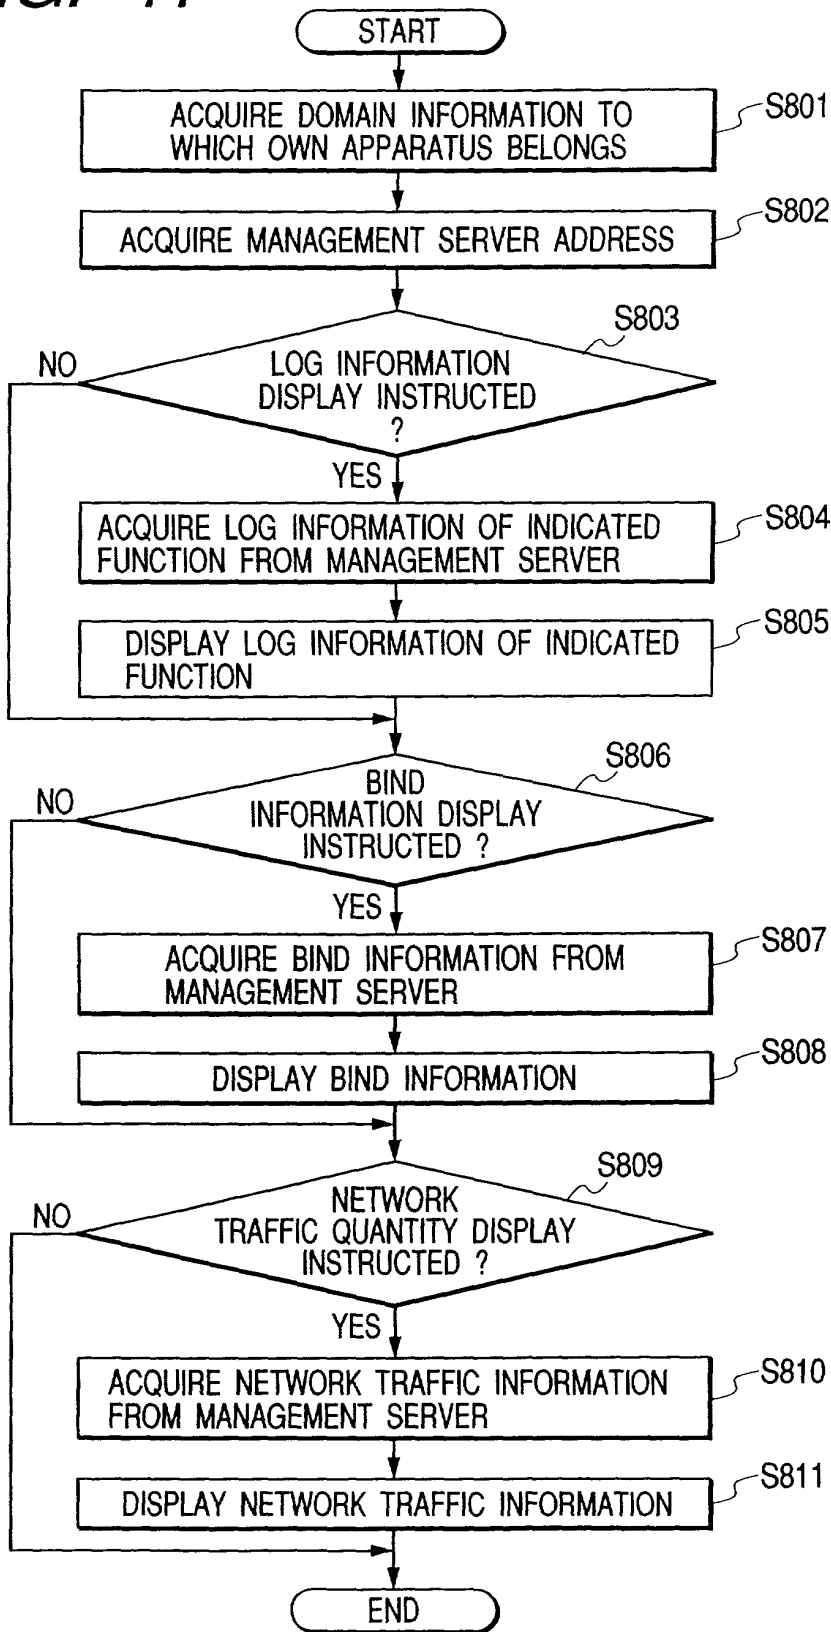 START
ACQUIRE DOMAIN INFORMATION TO
WHICH OWN APPARATUS BELONGS
S801
ACQUIRE MANAGEMENT SERVER ADDRESS
S802
S803
NO
LOG INFORMATION
DISPLAY INSTRUCTED
?
YES
ACQUIRE LOG INFORMATION OF INDICATED
FUNCTION FROM MANAGEMENT SERVER
S804
DISPLAY LOG INFORMATION OF INDICATED
FUNCTION
S805
S806
NO
BIND
INFORMATION DISPLAY
INSTRUCTED ?
YES
ACQUIRE BIND INFORMATION FROM
MANAGEMENT SERVER
S807
DISPLAY BIND INFORMATION
S808
S809
NO
NETWORK
TRAFFIC QUANTITY DISPLAY
INSTRUCTED ?
YES
ACQUIRE NETWORK TRAFFIC INFORMATION
FROM MANAGEMENT SERVER
S810
DISPLAY NETWORK TRAFFIC INFORMATION
S811
END